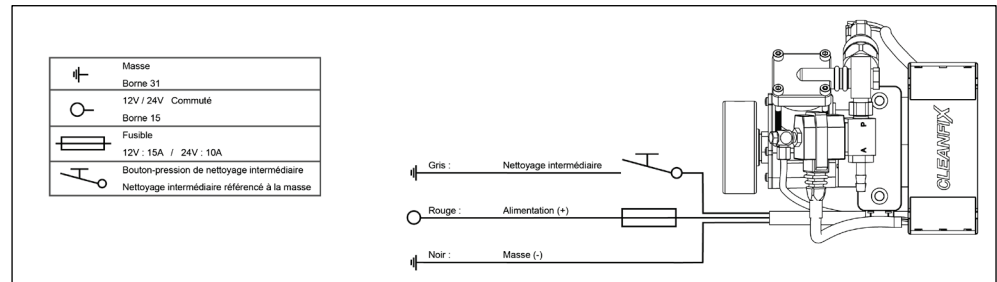 Masse
Borne 31
12V / 24V Commuté
Borne 15
Fusible
12V : 15A / 24V : 10A
Bouton-pression de nettoyage intermédiaire
Nettoyage intermédiaire référencé à la masse
Gris : Nettoyage intermédiaire
Rouge : Alimentation (+)
Noir : Masse (-)
A P
CLEANFIX